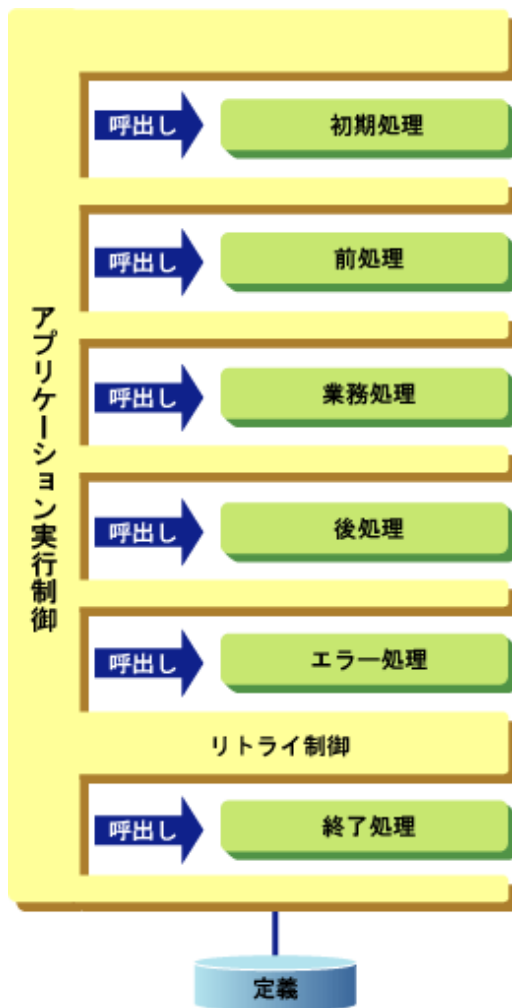 アプリケーション実行制御
呼出し
初期処理
呼出し
前処理
呼出し
業務処理
呼出し
後処理
呼出し
エラー処理
リトライ制御
呼出し
終了処理
定義